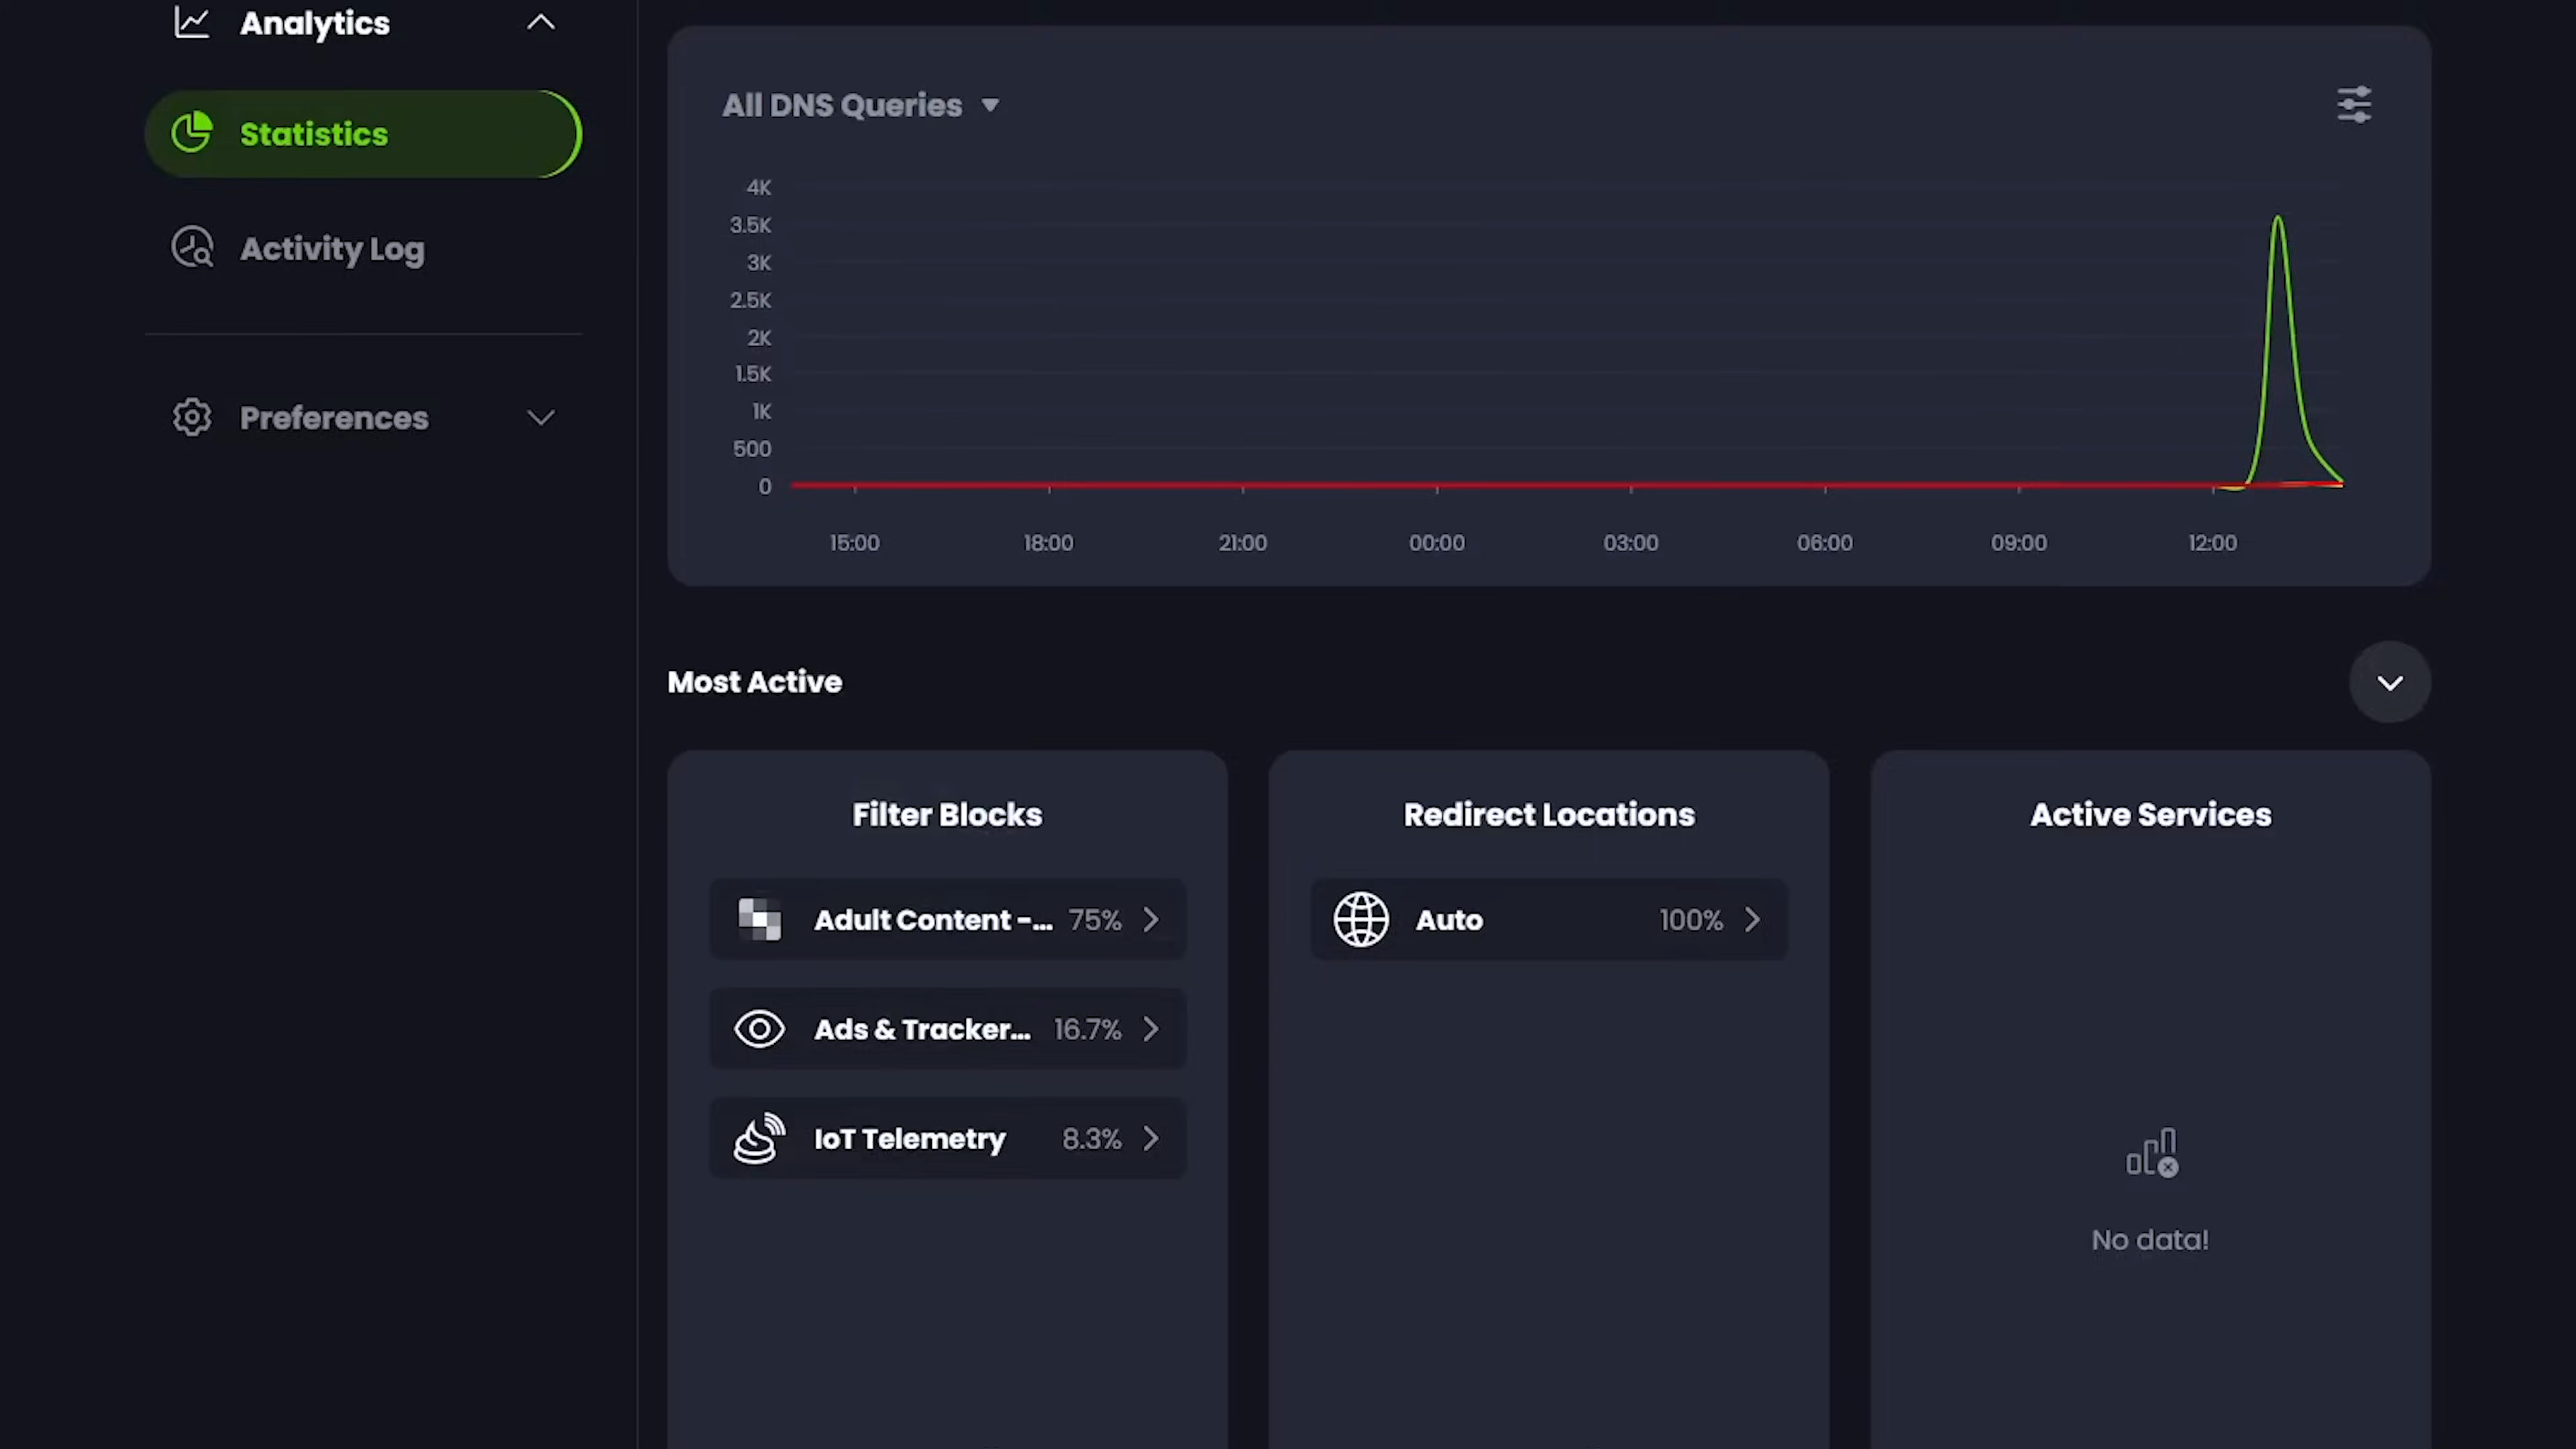 Analytics
Statistics
Activity Log
Preferences
All DNS Queries
4K
3.5K
3K
2.5K
2K
1.5K
1K
500
0
15:00 18:00 21:00 00:00 03:00 06:00 09:00 12:00
Most Active
Filter Blocks
Adult Content -... 75%
Ads & Tracker... 16.7%
IoT Telemetry 8.3%
Redirect Locations
Auto 100%
Active Services
No data!